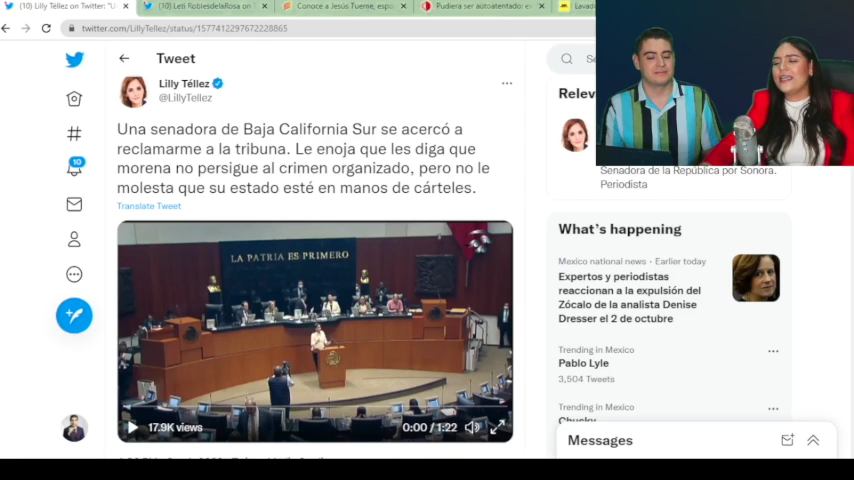 (10) Lilly Téllez on Twitter: "U
(10) Leti RoblesdelaRosa on T
Conoce a Jesús Tueme, espo
Pudiera ser autoatentado: e
Lavado
twitter.com/LillyTellez/status/1577412297672228865
Tweet
Lilly Téllez
@LillyTellez
Una senadora de Baja California Sur se acercó a
reclamarme a la tribuna. Le enoja que les diga que
morena no persigue al crimen organizado, pero no le
molesta que su estado esté en manos de cárteles.
Translate Tweet
LA PATRIA ES PRIMERO
17.9K views
0:00 / 1:22
10
Relev
Senadora de la República por Sonora.
Periodista
What's happening
Mexico national news · Earlier today
Expertos y periodistas
reaccionan a la expulsión del
Zócalo de la analista Denise
Dresser el 2 de octubre
Trending in Mexico
Pablo Lyle
3,504 Tweets
Trending in Mexico
Chucky
Messages